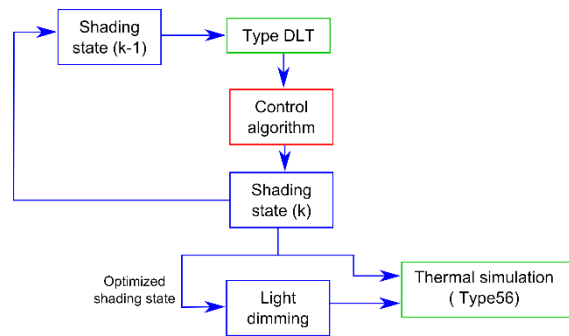 Shading
state (k-1)
Type DLT
Control
algorithm
Shading
state (k)
Optimized
shading state
Light
dimming
Thermal simulation
( Type56)